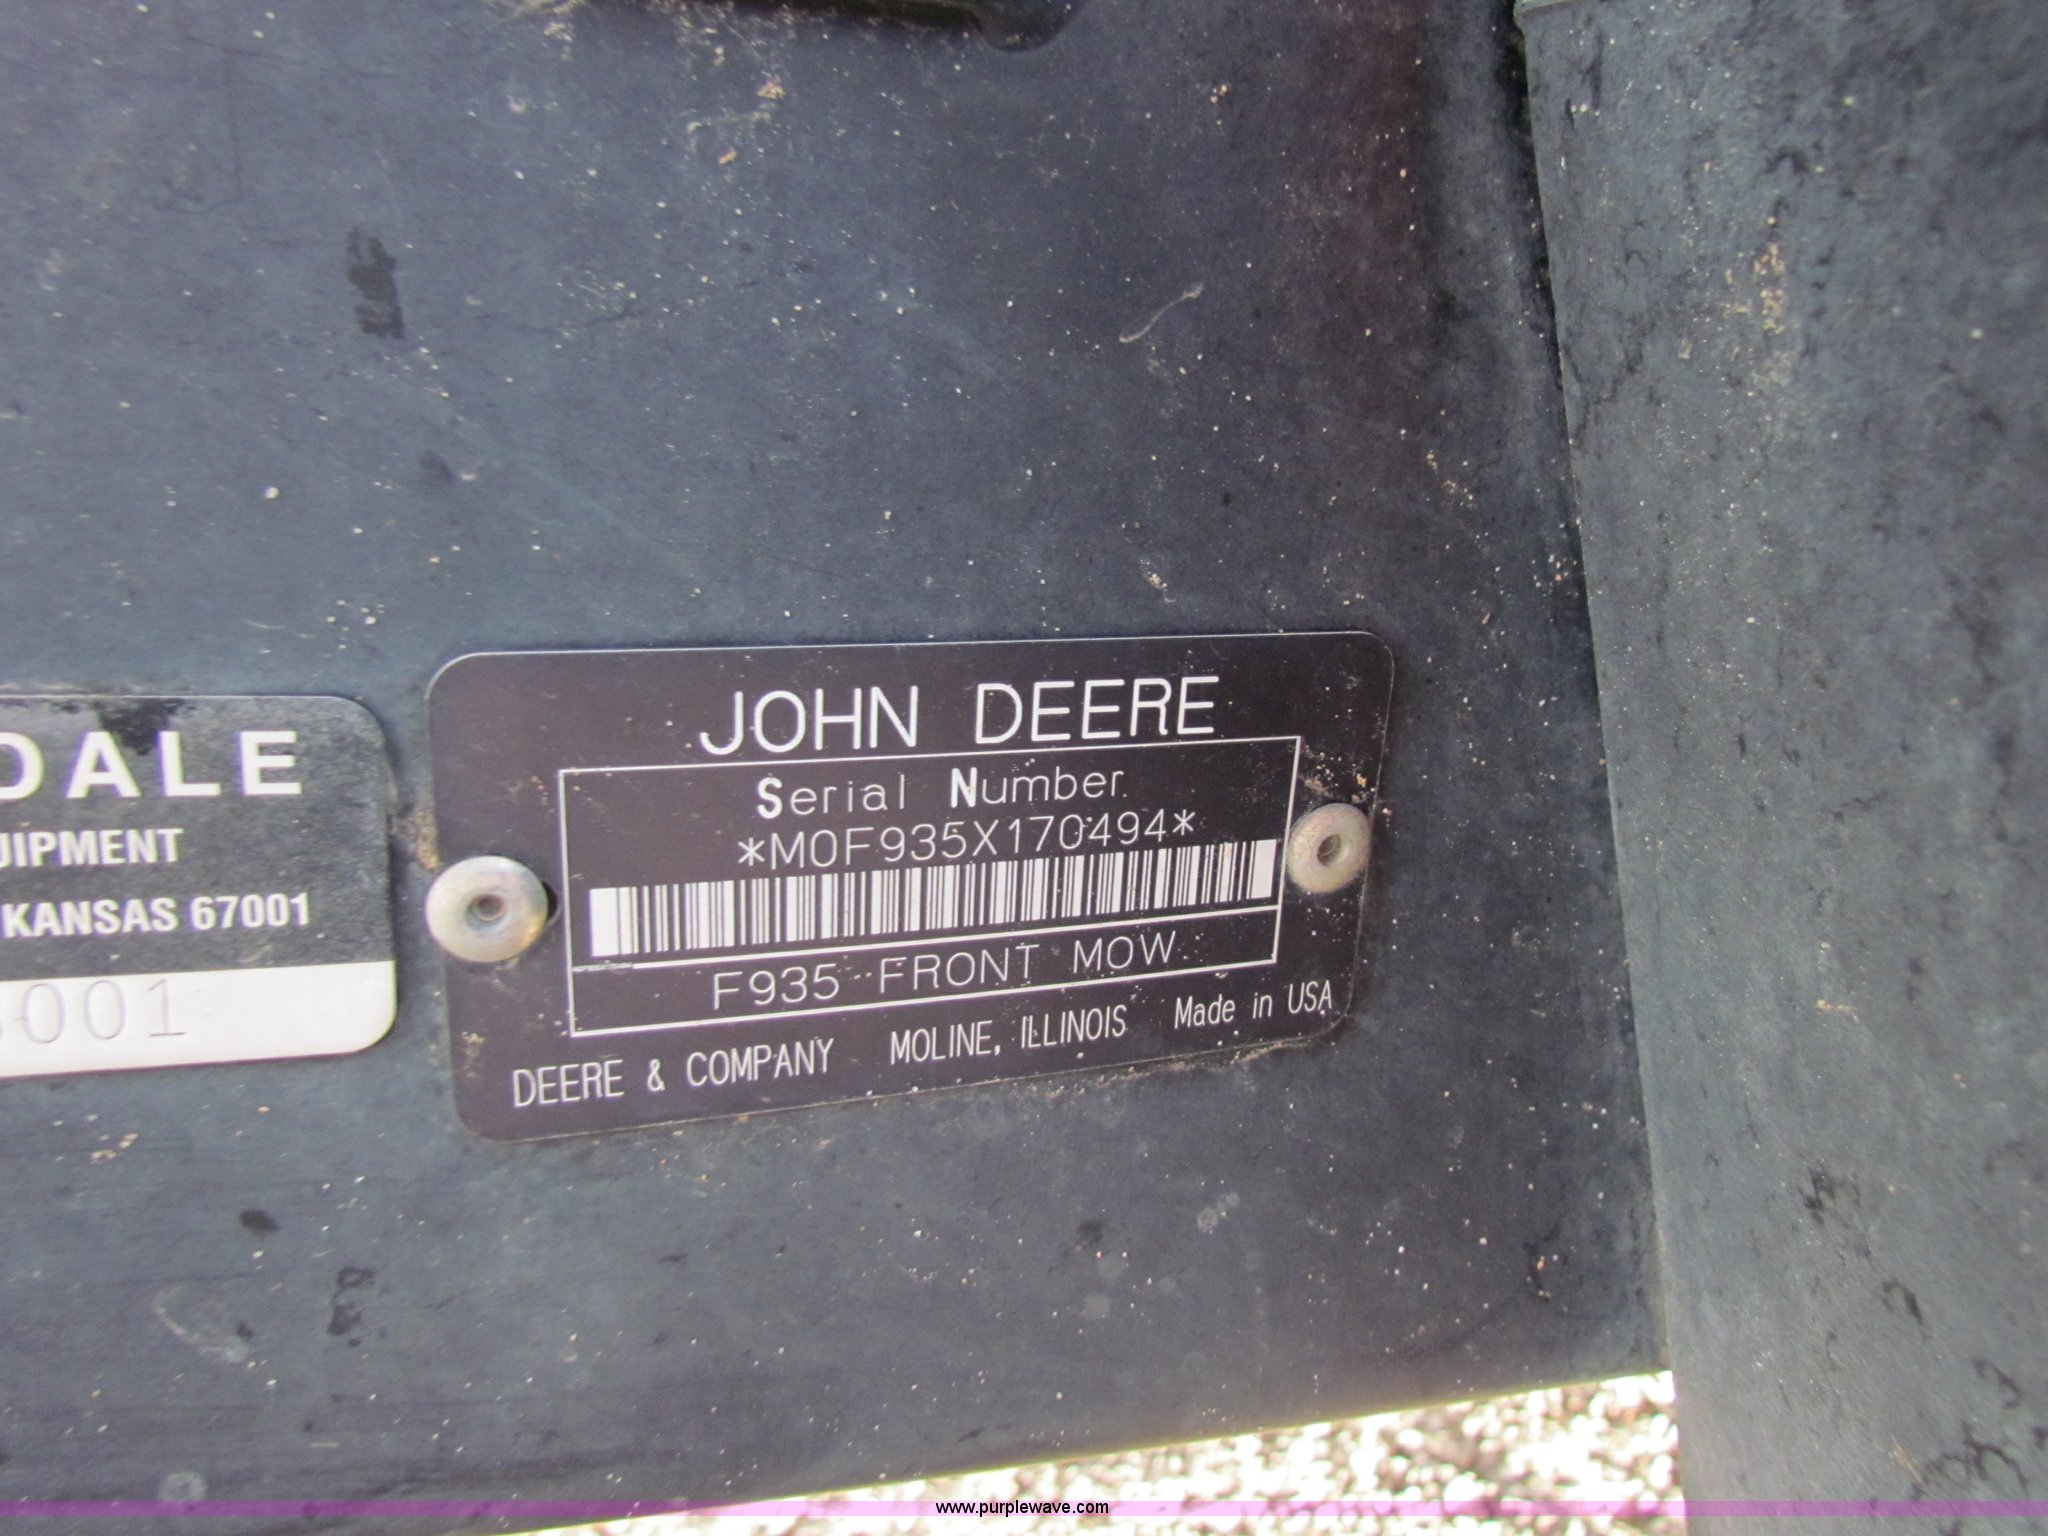 JOHN DEERE
Serial Number
*M0F935X170494*
F935 FRONT MOW
DEERE & COMPANY MOLINE, ILLINOIS Made in USA
DALE
UIPMENT
KANSAS 67001
001
www.purplewave.com